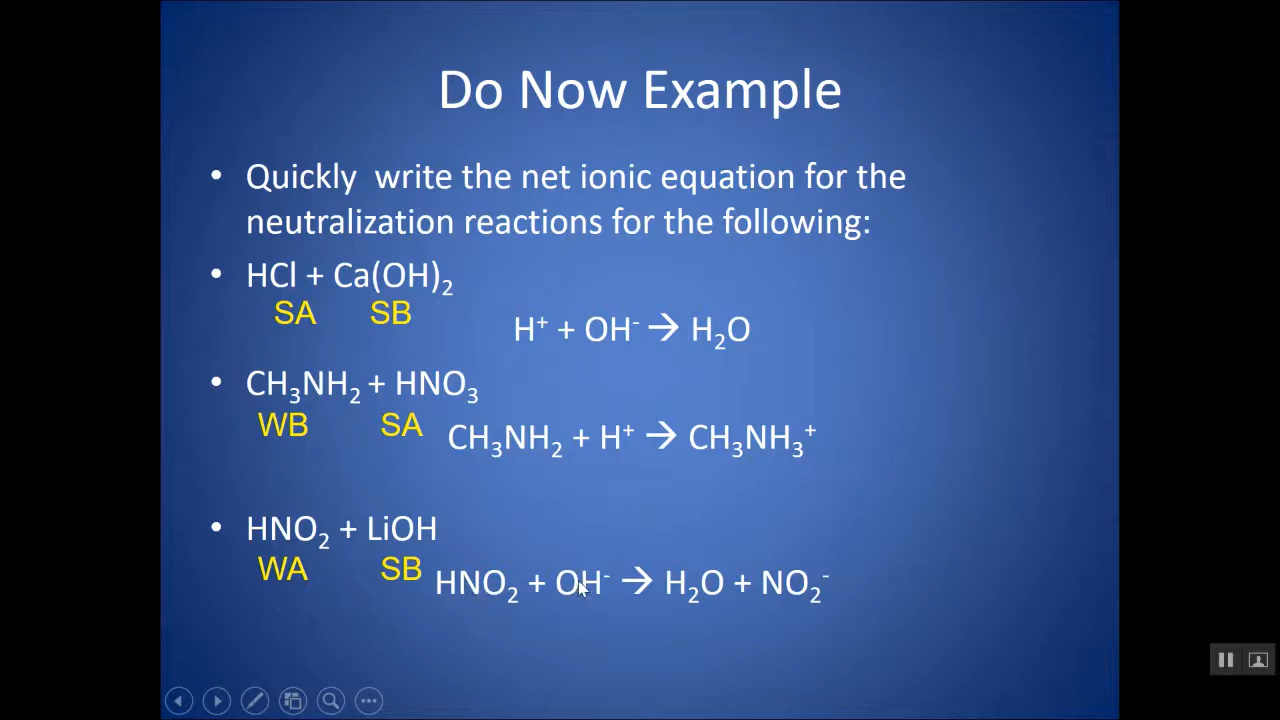 Do Now Example
• Quickly write the net ionic equation for the
neutralization reactions for the following:
• HCl + Ca(OH)₂
SA SB
H⁺ + OH⁻ → H₂O
• CH₃NH₂ + HNO₃
WB SA
CH₃NH₂ + H⁺ → CH₃NH₃⁺
• HNO₂ + LiOH
WA SB
HNO₂ + OH⁻ → H₂O + NO₂⁻